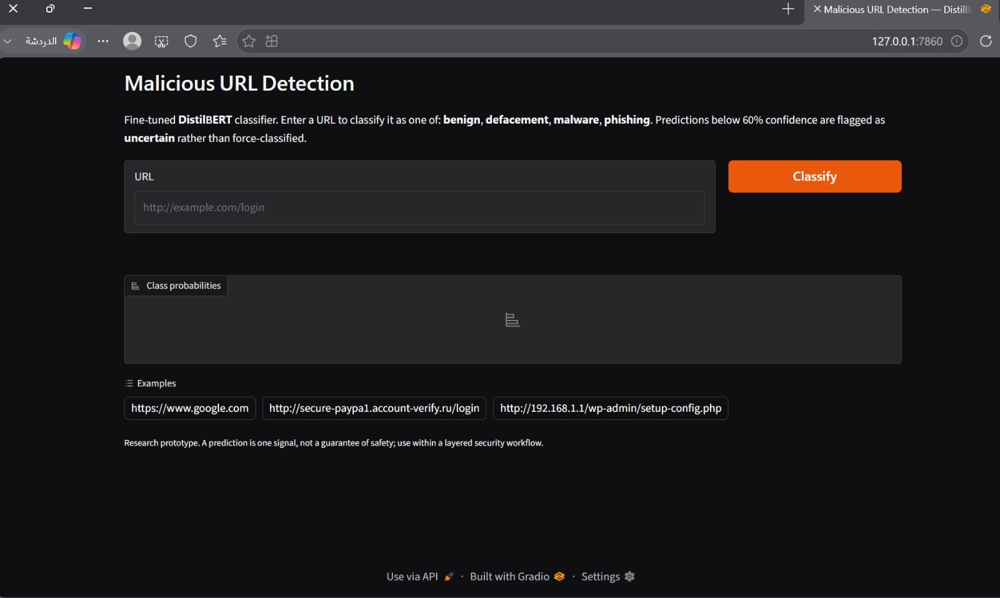 Malicious URL Detection — DistilB
الدردشة
127.0.0.1:7860
Malicious URL Detection
Fine-tuned DistilBERT classifier. Enter a URL to classify it as one of: benign, defacement, malware, phishing. Predictions below 60% confidence are flagged as
uncertain rather than force-classified.
URL
Classify
http://example.com/login
Class probabilities
Examples
https://www.google.com
http://secure-paypa1.account-verify.ru/login
http://192.168.1.1/wp-admin/setup-config.php
Research prototype. A prediction is one signal, not a guarantee of safety; use within a layered security workflow.
Use via API · Built with Gradio · Settings